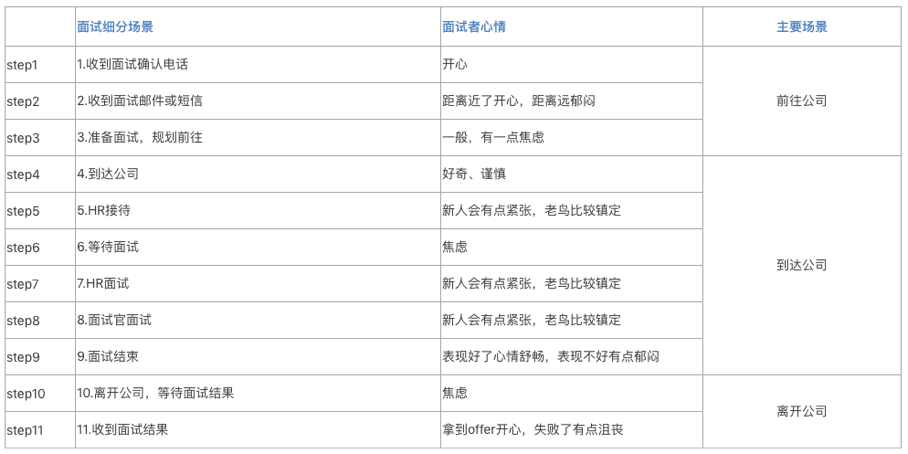 面试细分场景 面试者心情 主要场景
step1 1.收到面试确认电话 开心
step2 2.收到面试邮件或短信 距离近了开心，距离远郁闷 前往公司
step3 3.准备面试，规划前往 一般，有一点焦虑
step4 4.到达公司 好奇、谨慎
step5 5.HR接待 新人会有点紧张，老鸟比较镇定
step6 6.等待面试 焦虑
到达公司
step7 7.HR面试 新人会有点紧张，老鸟比较镇定
step8 8.面试官面试 新人会有点紧张，老鸟比较镇定
step9 9.面试结束 表现好了心情舒畅，表现不好有点郁闷
step10 10.离开公司，等待面试结果 焦虑
离开公司
step11 11.收到面试结果 拿到offer开心，失败了有点沮丧